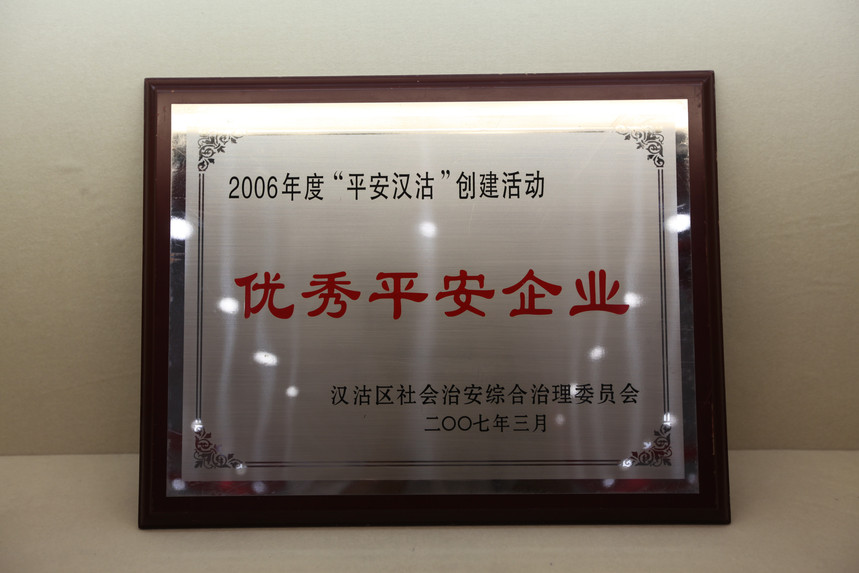 2006年度“平安汉沽”创建活动
优秀平安企业
汉沽区社会治安综合治理委员会
二〇〇七年三月